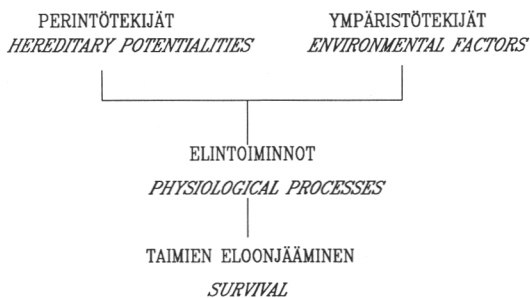 PERINTÖTEKIJÄT
HEREDITARY POTENTIALITIES
YMPÄRISTÖTEKIJÄT
ENVIRONMENTAL FACTORS
ELINTOIMINNOT
PHYSIOLOGICAL PROCESSES
TAIMIEN ELOONJÄÄMINEN
SURVIVAL